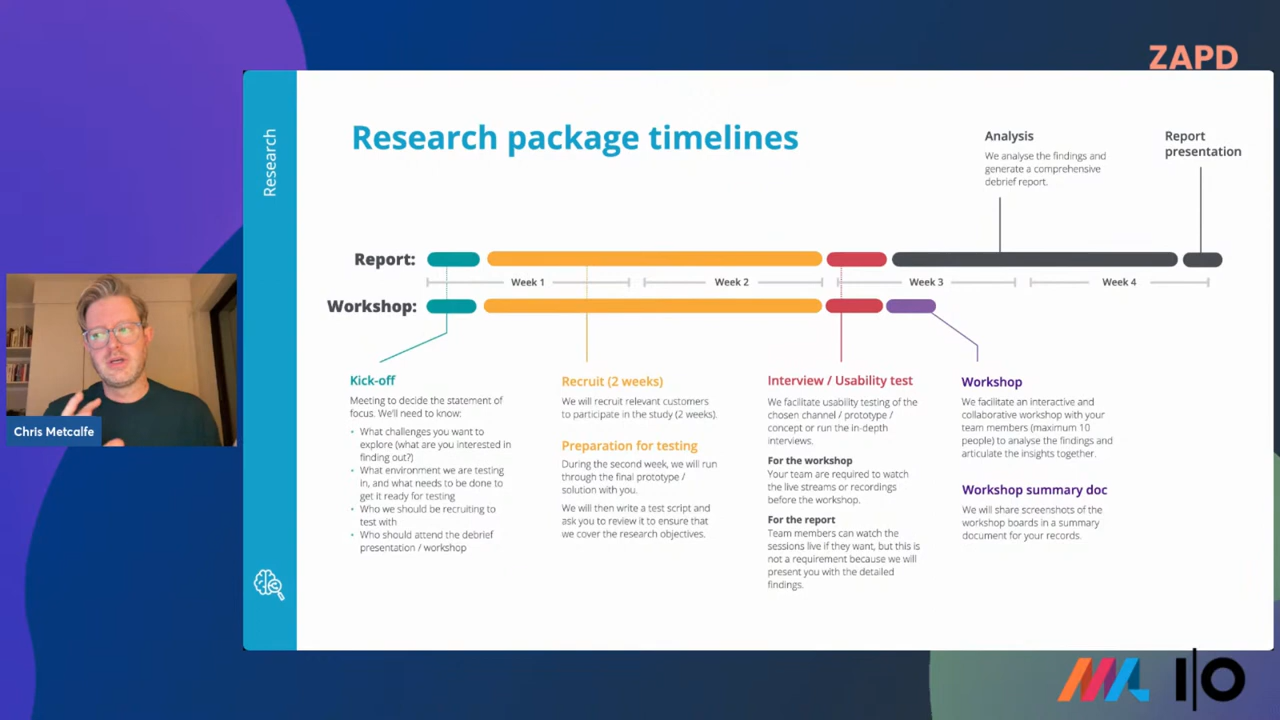 ZAPD
Research
Research package timelines
Analysis
We analyse the findings and
generate a comprehensive
debrief report.
Report
presentation
Report:
Week 1
Week 2
Week 3
Week 4
Workshop:
Kick-off
Meeting to decide the statement of
focus. We'll need to know:
• What challenges you want to
explore (what are you interested in
finding out?)
• What environment we are testing
in, and what needs to be done to
get it ready for testing
• Who we should be recruiting to
test with
• Who should attend the debrief
presentation / workshop
Recruit (2 weeks)
We will recruit relevant customers
to participate in the study (2 weeks).
Preparation for testing
During the second week, we will run
through the final prototype /
solution with you.
We will then write a test script and
ask you to review it to ensure that
we cover the research objectives.
Interview / Usability test
We facilitate usability testing of the
chosen channel / prototype /
concept or run the in-depth
interviews.
For the workshop
Your team are required to watch
the live streams or recordings
before the workshop.
For the report
Team members can watch the
sessions live if they want, but this is
not a requirement because we will
present you with the detailed
findings.
Workshop
We facilitate an interactive and
collaborative workshop with your
team members (maximum 10
people) to analyse the findings and
articulate the insights together.
Workshop summary doc
We will share screenshots of the
workshop boards in a summary
document for your records.
Chris Metcalfe
I/O